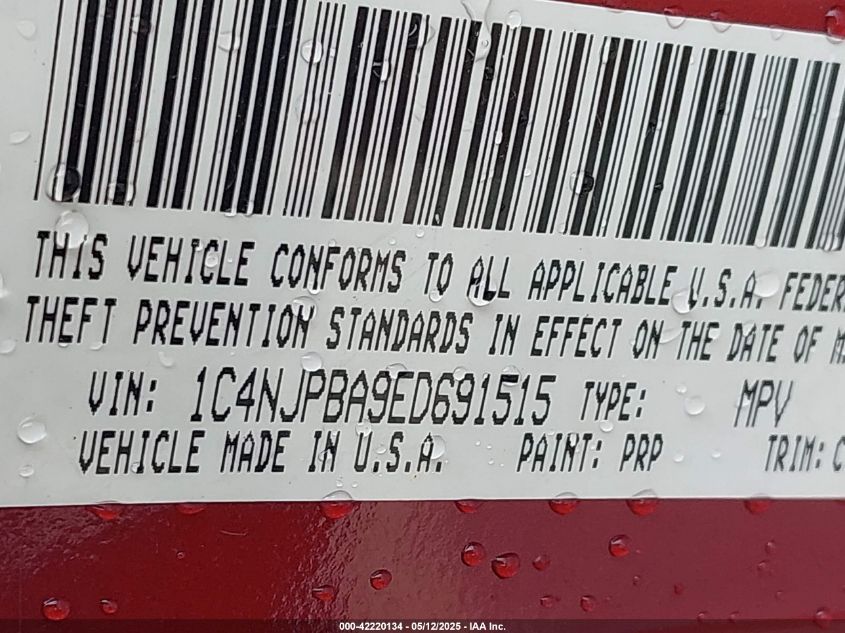 THIS VEHICLE CONFORMS TO ALL APPLICABLE U.S.A. FEDER
THEFT PREVENTION STANDARDS IN EFFECT ON THE DATE OF M
VIN: 1C4NJPBA9ED691515 TYPE: MPV
VEHICLE MADE IN U.S.A. PAINT: PRP TRIM: C
000-42220134 - 05/12/2025 - IAA Inc.